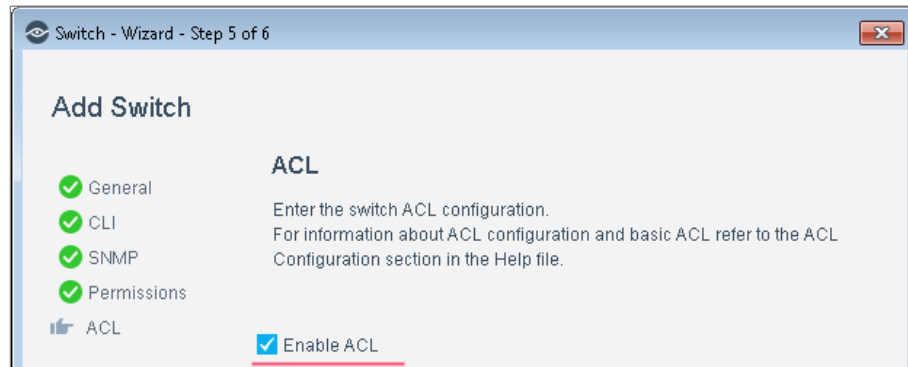 Switch - Wizard - Step 5 of 6
Add Switch
General
CLI
SNMP
Permissions
ACL
ACL
Enter the switch ACL configuration.
For information about ACL configuration and basic ACL refer to the ACL
Configuration section in the Help file.
Enable ACL